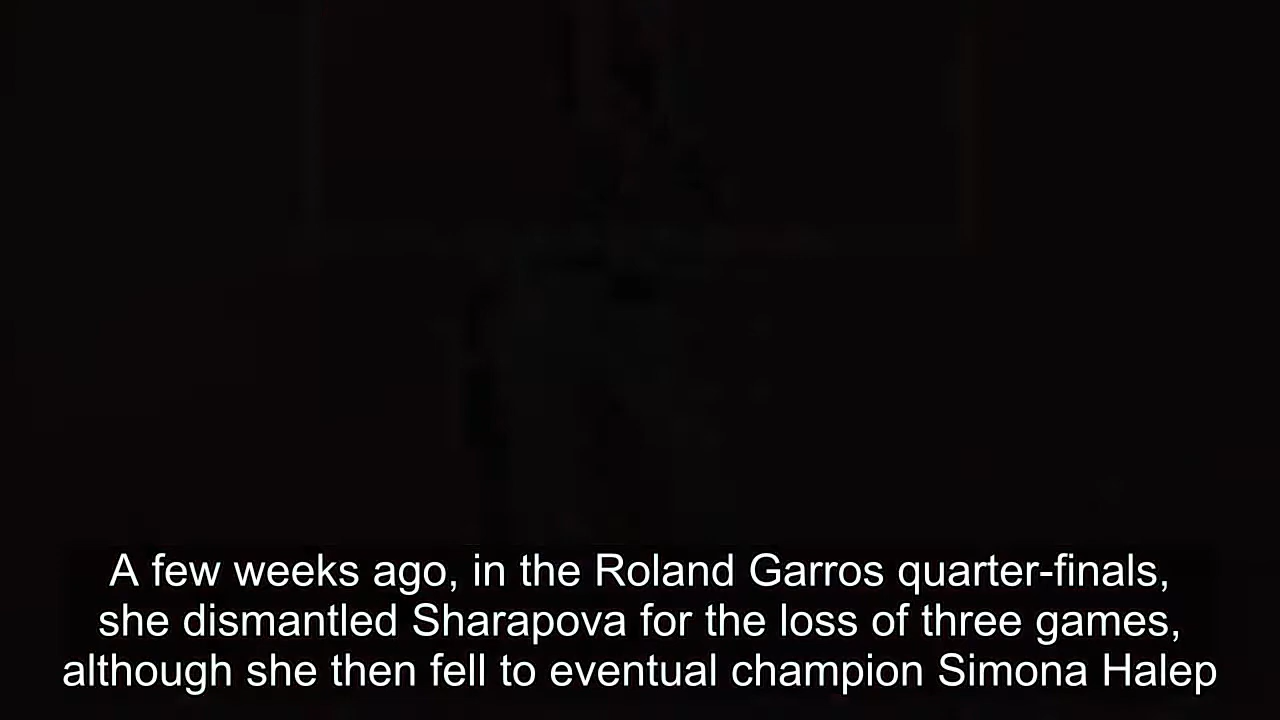 A few weeks ago, in the Roland Garros quarter-finals,
she dismantled Sharapova for the loss of three games,
although she then fell to eventual champion Simona Halep